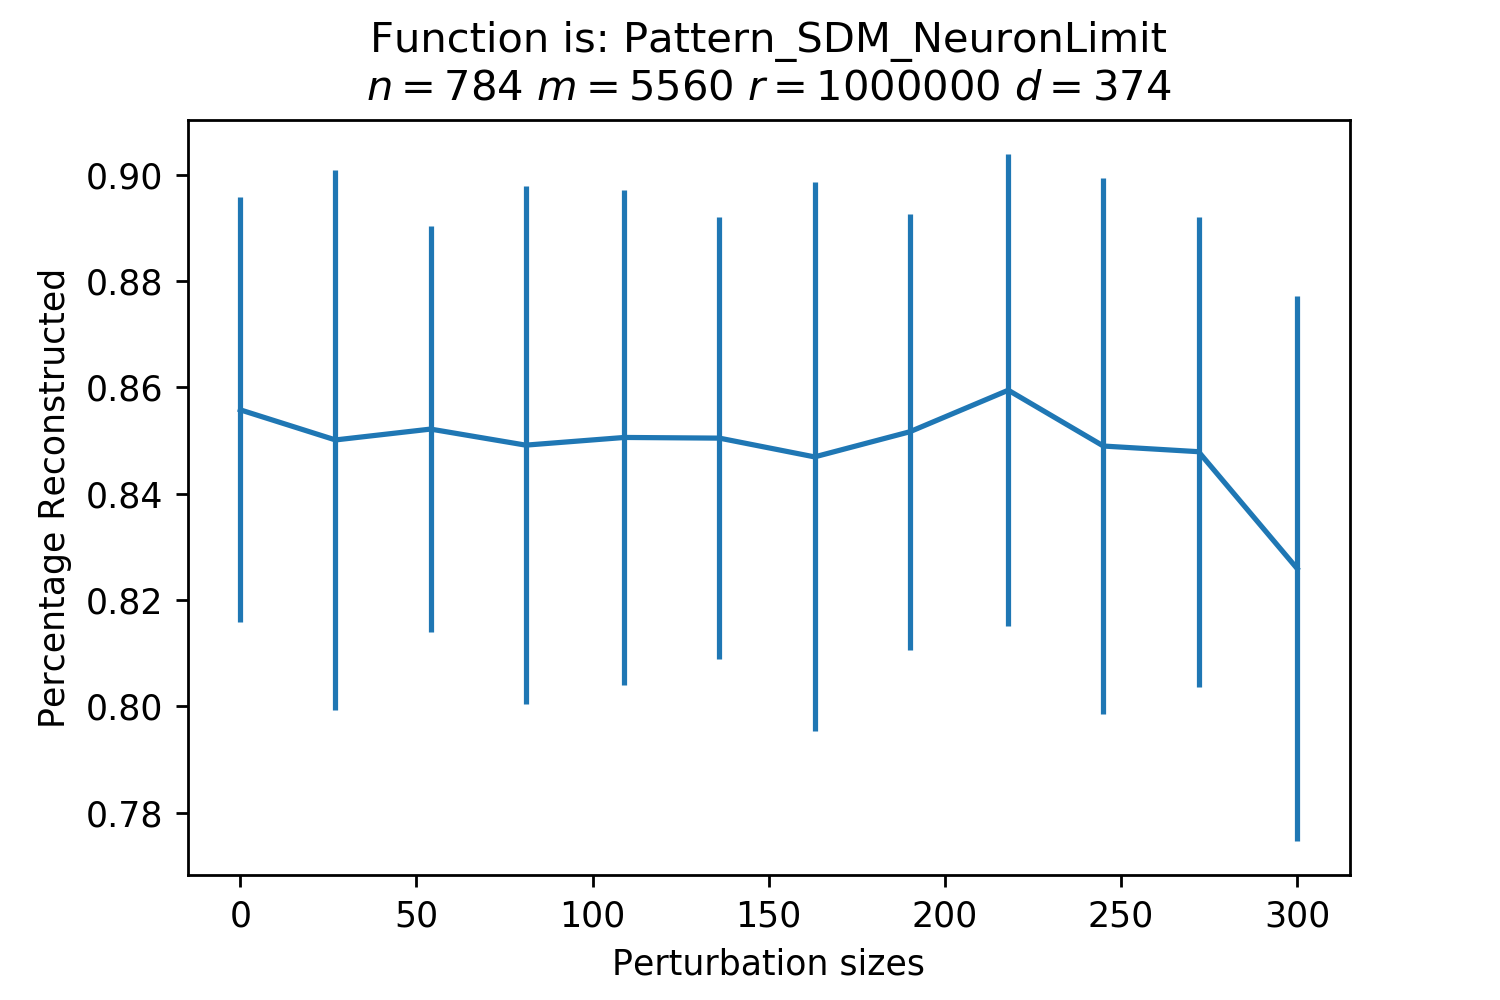 Function is: Pattern_SDM_NeuronLimit
n = 784 m = 5560 r = 1000000 d = 374
Percentage Reconstructed
0.90
0.88
0.86
0.84
0.82
0.80
0.78
0 50 100 150 200 250 300
Perturbation sizes